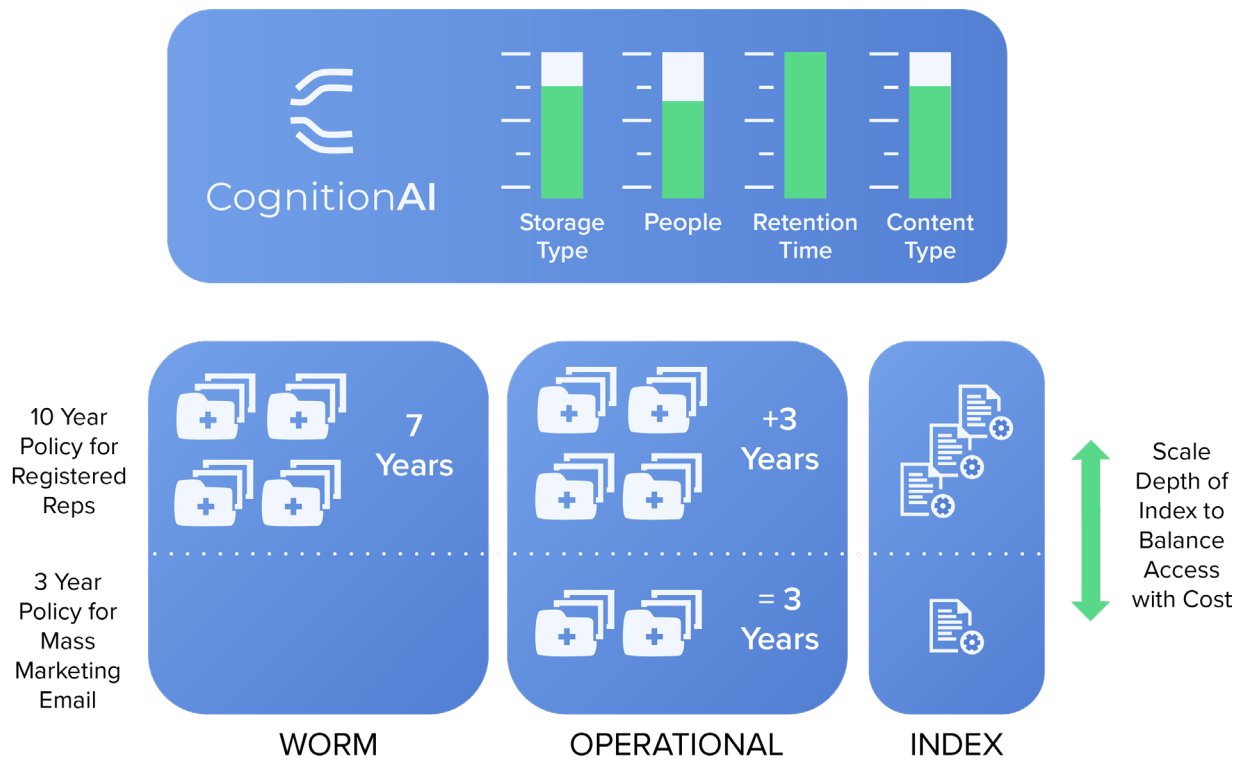 CognitionAI
Storage
Type
People
Retention
Time
Content
Type
10 Year
Policy for
Registered
Reps
7
Years
+3
Years
Scale
Depth of
Index to
Balance
Access
with Cost
3 Year
Policy for
Mass
Marketing
Email
= 3
Years
WORM
OPERATIONAL
INDEX